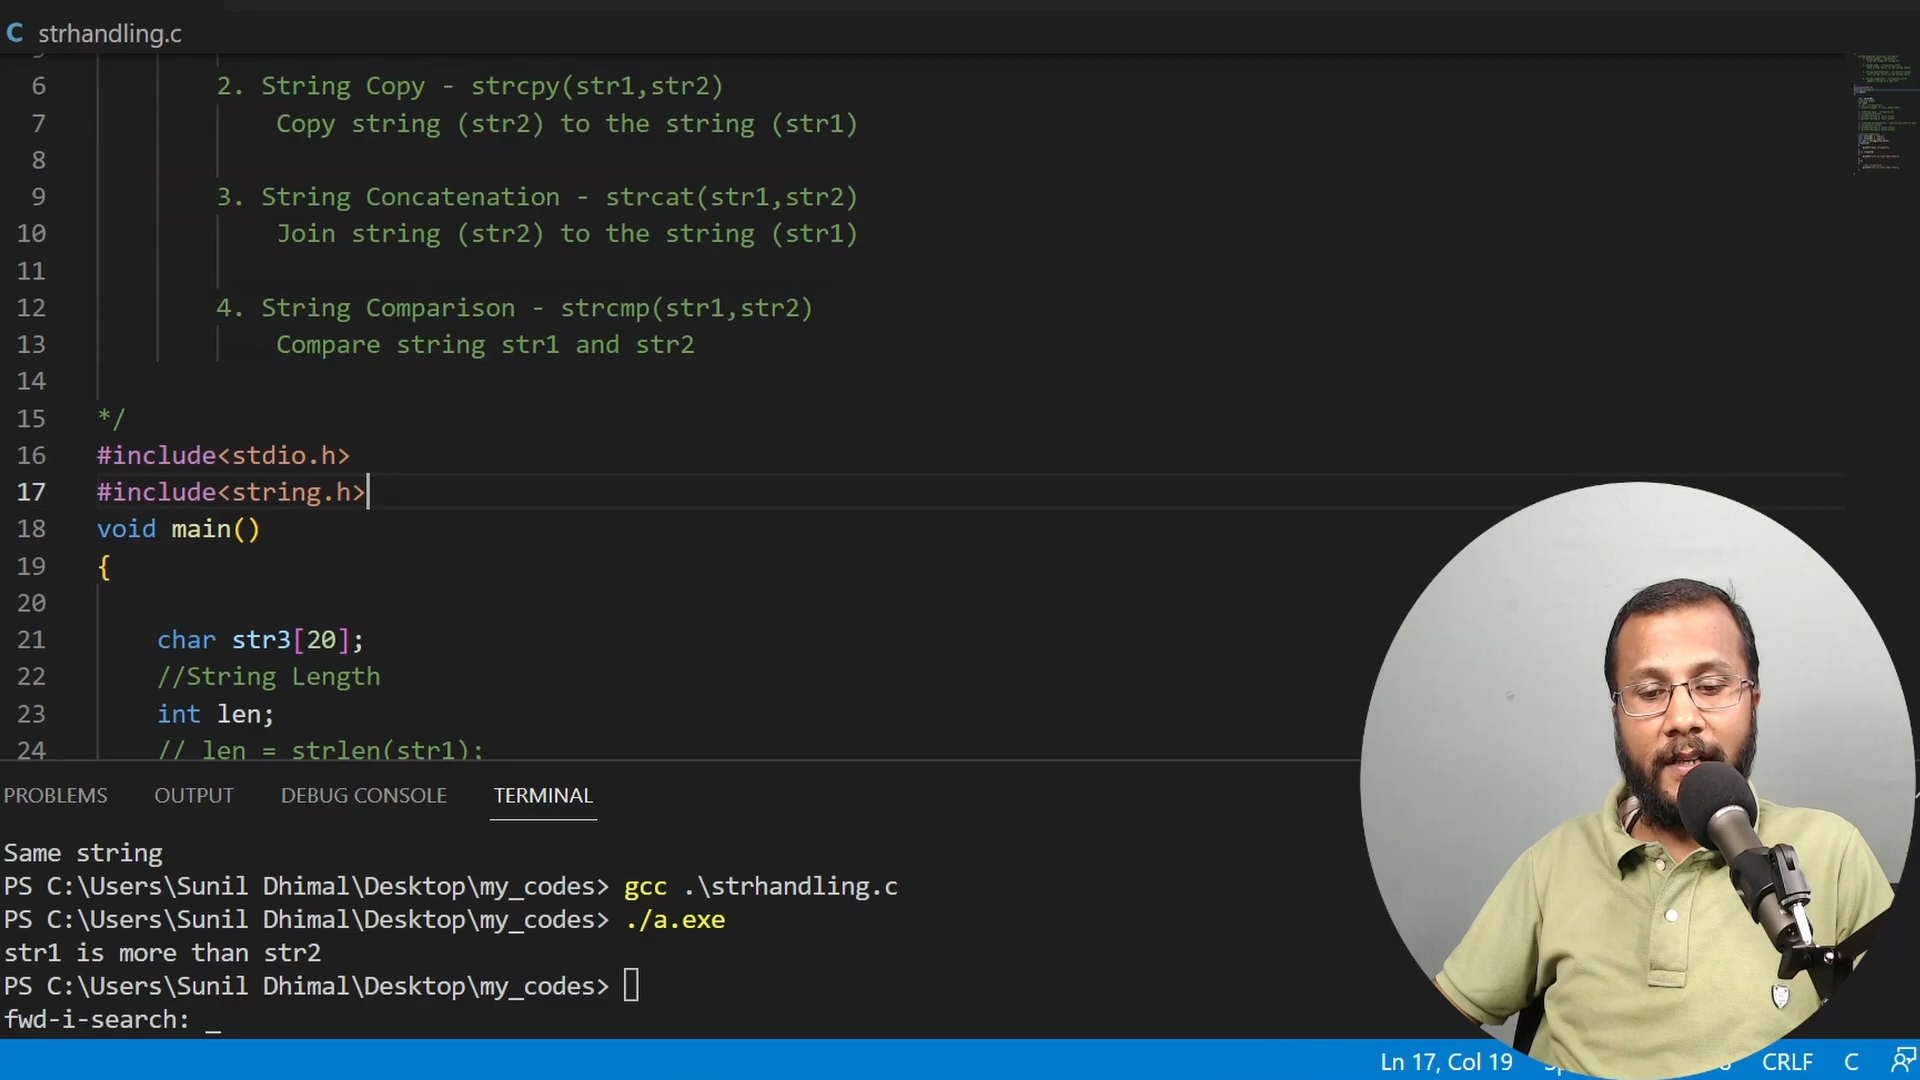 C strhandling.c
6 2. String Copy - strcpy(str1,str2)
7 Copy string (str2) to the string (str1)
8
9 3. String Concatenation - strcat(str1,str2)
10 Join string (str2) to the string (str1)
11
12 4. String Comparison - strcmp(str1,str2)
13 Compare string str1 and str2
14
15 */
16 #include<stdio.h>
17 #include<string.h>
18 void main()
19 {
20
21 char str3[20];
22 //String Length
23 int len;
24 // len = strlen(str1);
PROBLEMS OUTPUT DEBUG CONSOLE TERMINAL
Same string
PS C:\Users\Sunil Dhimal\Desktop\my_codes> gcc .\strhandling.c
PS C:\Users\Sunil Dhimal\Desktop\my_codes> ./a.exe
str1 is more than str2
PS C:\Users\Sunil Dhimal\Desktop\my_codes>
fwd-i-search: _
Ln 17, Col 19 CRLF C